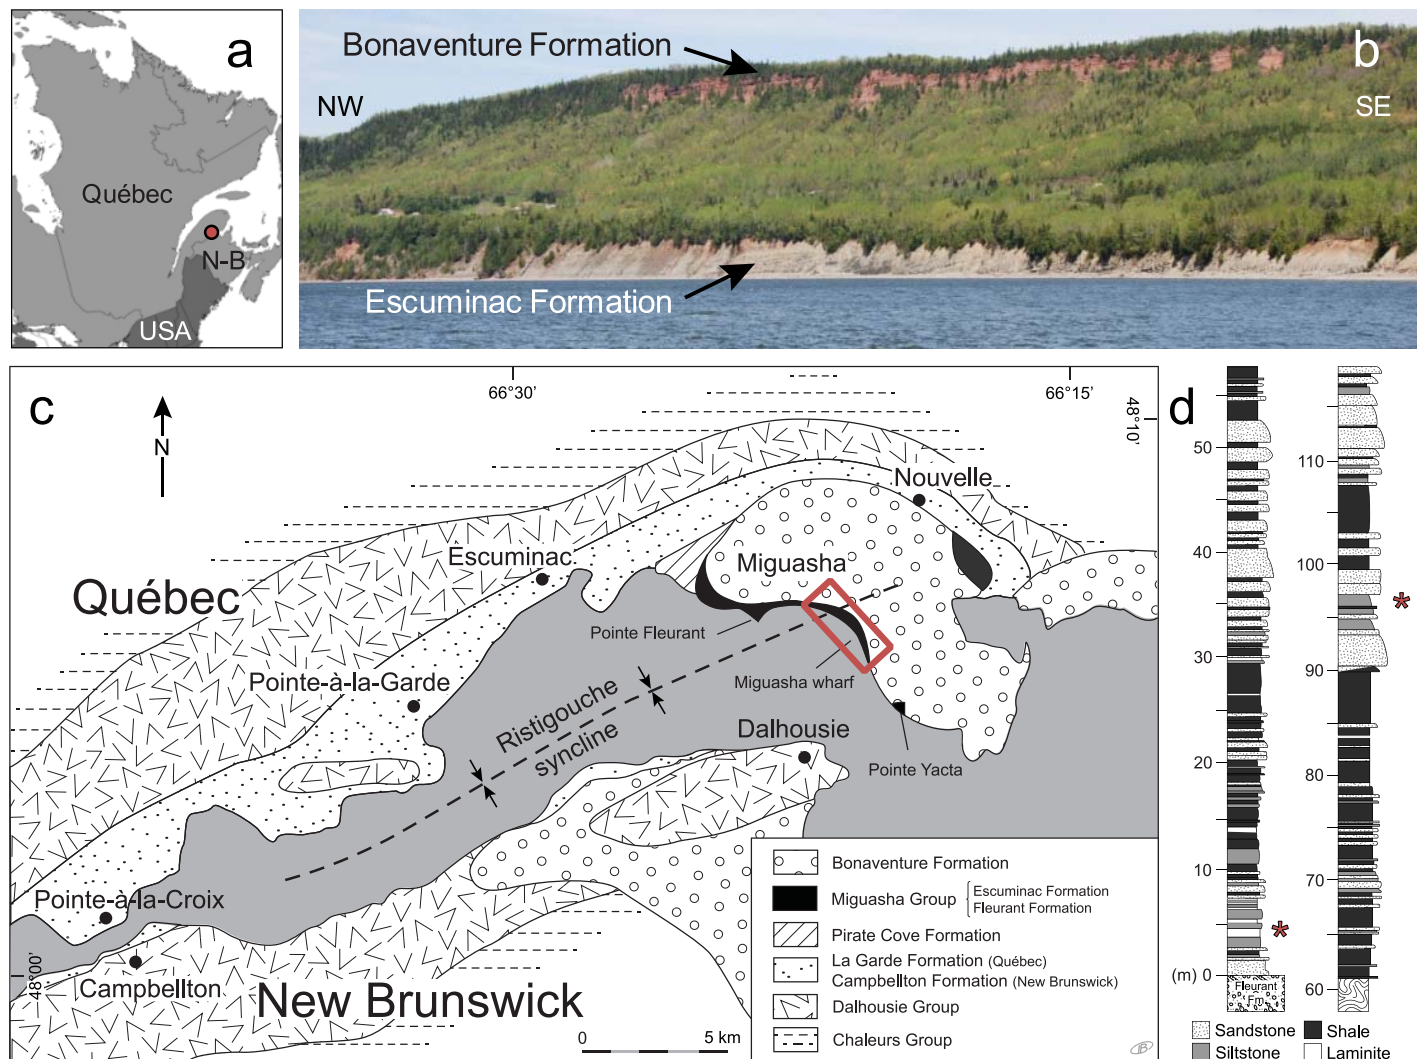 a
Québec
N-B
USA
Bonaventure Formation
b
NW
SE
Escuminac Formation
c
N
66°30'
66°15'
48°10'
Nouvelle
Escuminac
Miguasha
Québec
Pointe Fleurant
Pointe-à-la-Garde
Miguasha wharf
Ristigouche
syncline
Dalhousie
Pointe Yacta
Pointe-à-la-Croix
48°00'
Campbellton
New Brunswick
0
5 km
Bonaventure Formation
Miguasha Group
Escuminac Formation
Fleurant Formation
Pirate Cove Formation
La Garde Formation (Québec)
Campbellton Formation (New Brunswick)
Dalhousie Group
Chaleurs Group
d
50
40
30
*
20
10
*
(m) 0
Fleurant
Fm
110
100
90
80
70
60
Sandstone
Shale
Siltstone
Laminite